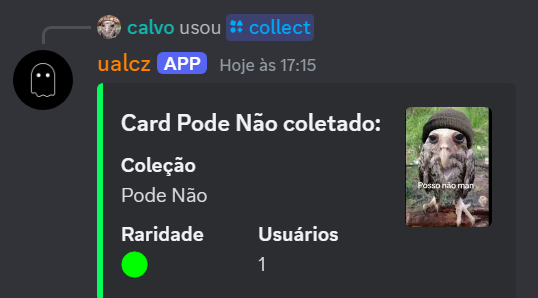 calvo usou collect
ualcz APP Hoje às 17:15
Card Pode Não coletado:
Coleção
Pode Não
Raridade Usuários
1
Posso não man